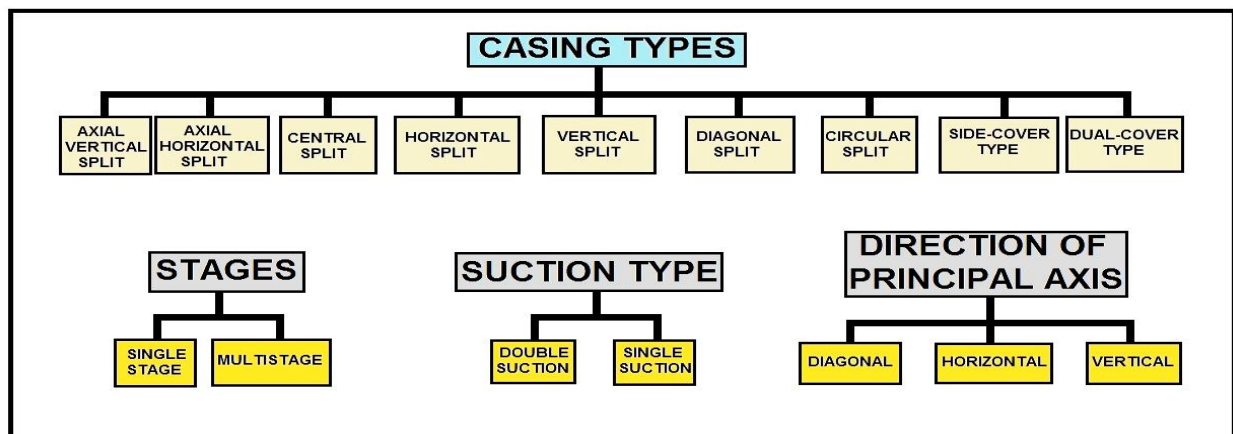 CASING TYPES
AXIAL
VERTICAL
SPLIT
AXIAL
HORIZONTAL
SPLIT
CENTRAL
SPLIT
HORIZONTAL
SPLIT
VERTICAL
SPLIT
DIAGONAL
SPLIT
CIRCULAR
SPLIT
SIDE-COVER
TYPE
DUAL-COVER
TYPE
STAGES
SINGLE
STAGE
MULTISTAGE
SUCTION TYPE
DOUBLE
SUCTION
SINGLE
SUCTION
DIRECTION OF
PRINCIPAL AXIS
DIAGONAL
HORIZONTAL
VERTICAL